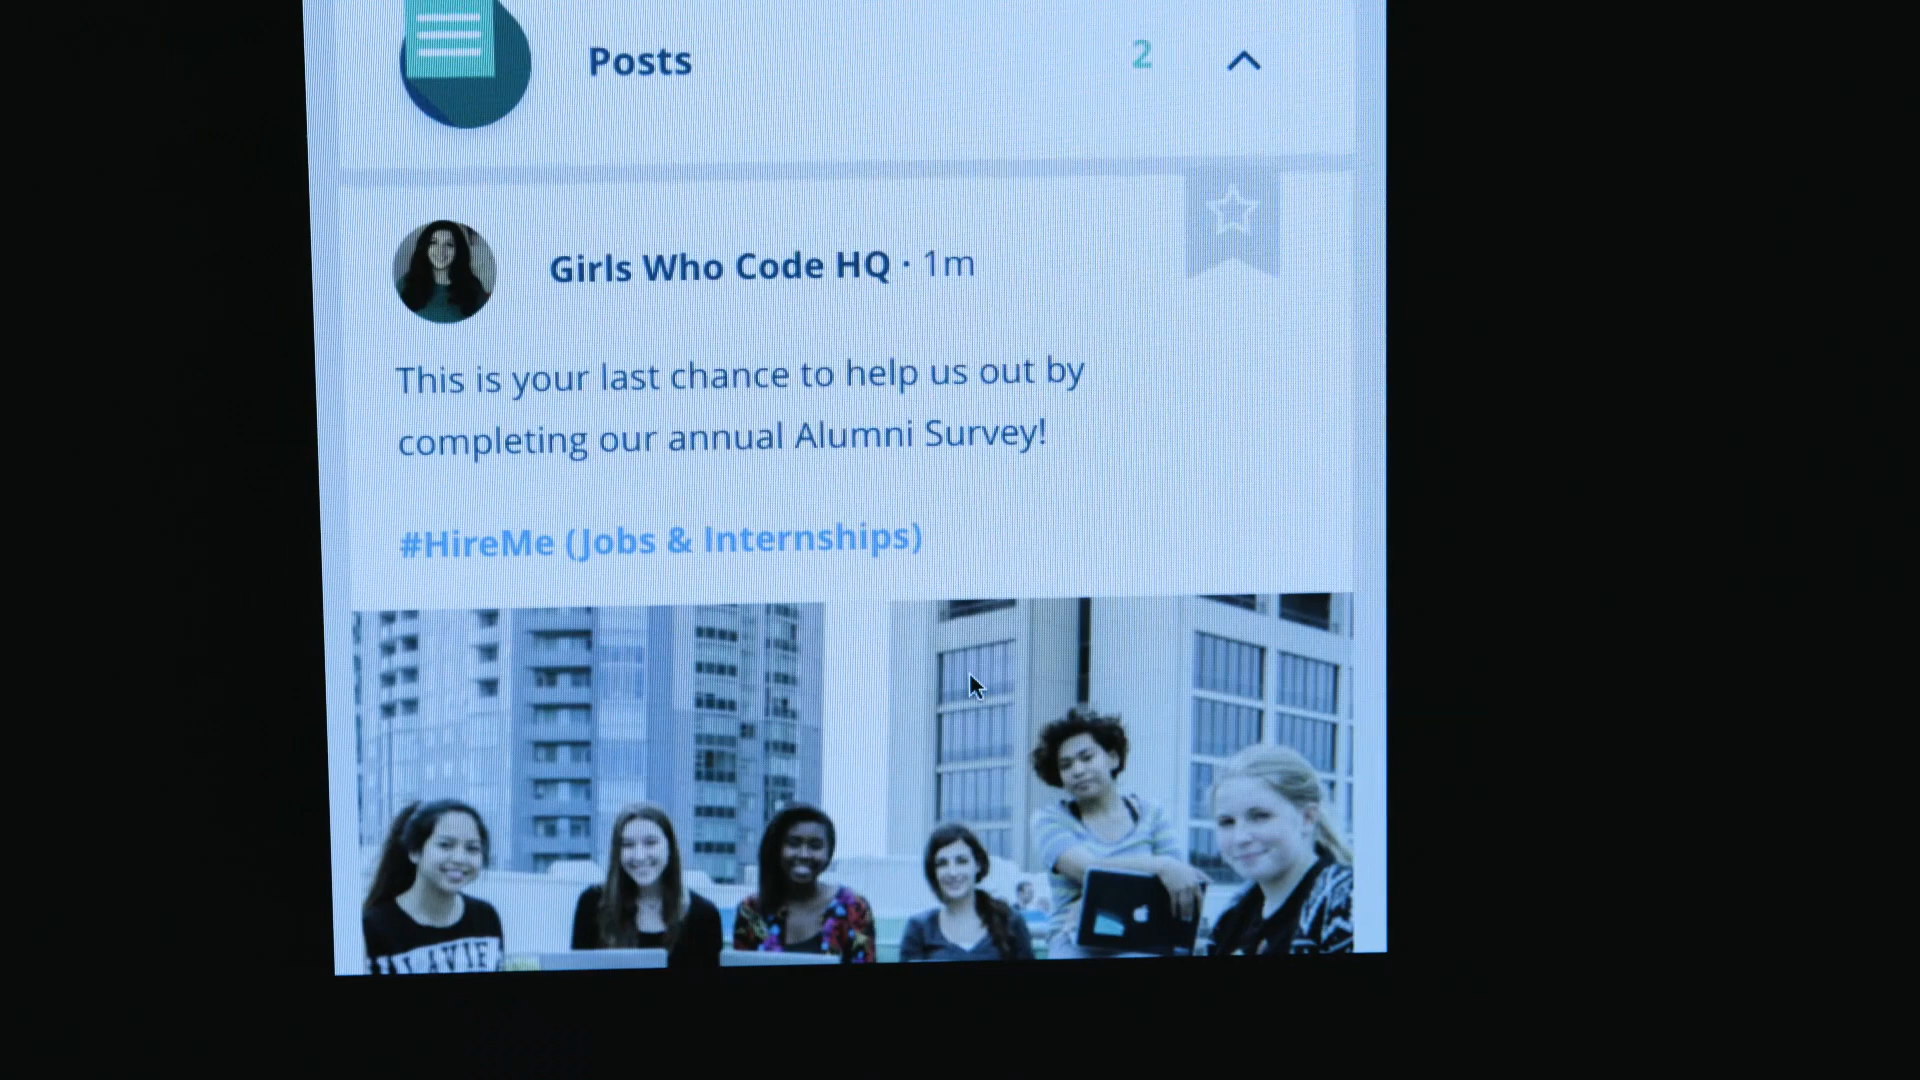 Posts 2
Girls Who Code HQ · 1m
This is your last chance to help us out by
completing our annual Alumni Survey!
#HireMe (Jobs & Internships)